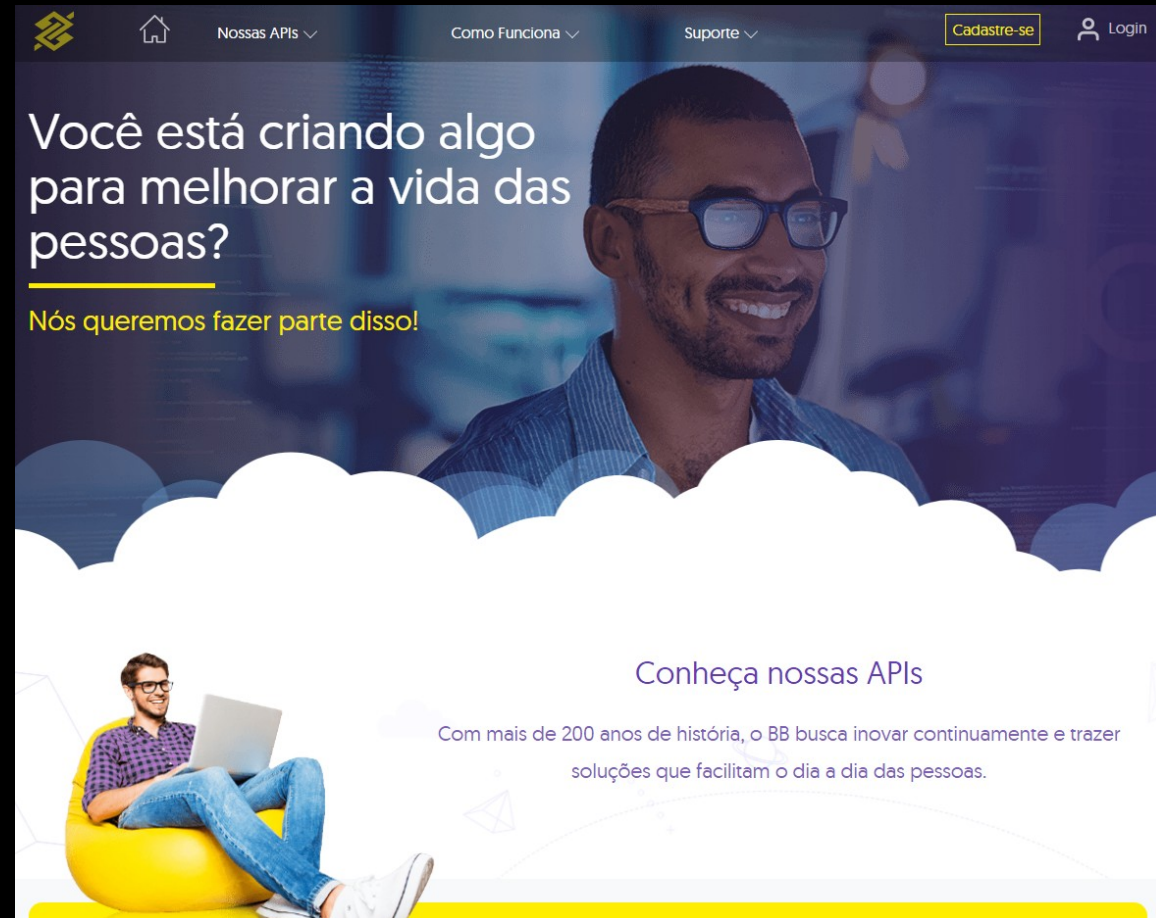 Nossas APIs
Como Funciona
Suporte
Cadastre-se
Login
Você está criando algo
para melhorar a vida das
pessoas?
Nós queremos fazer parte disso!
Conheça nossas APIs
Com mais de 200 anos de história, o BB busca inovar continuamente e trazer
soluções que facilitam o dia a dia das pessoas.